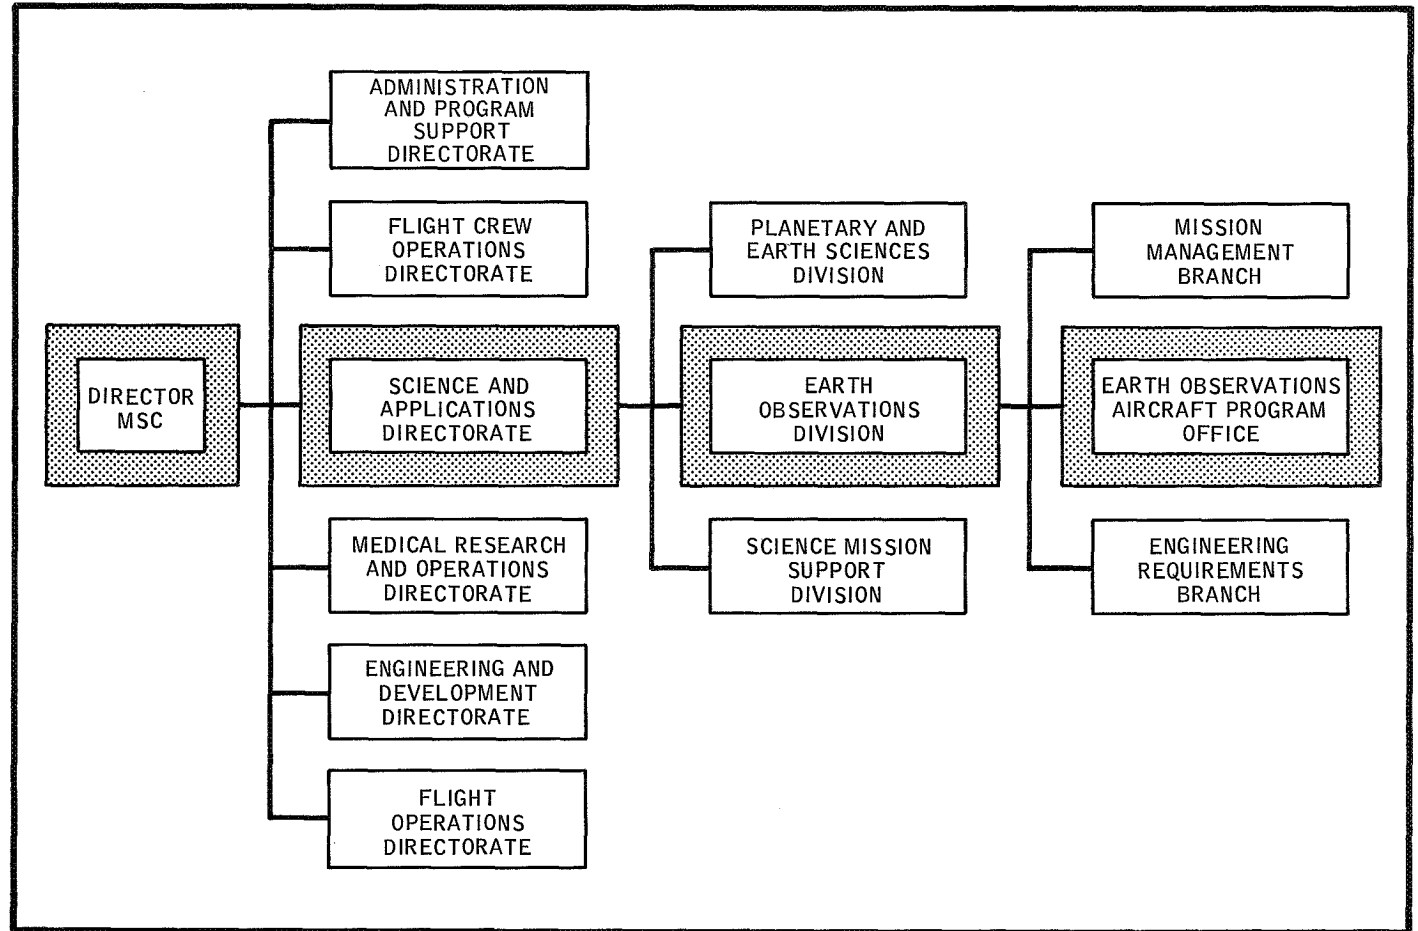 ADMINISTRATION
AND PROGRAM
SUPPORT
DIRECTORATE
FLIGHT CREW
OPERATIONS
DIRECTORATE
PLANETARY AND
EARTH SCIENCES
DIVISION
MISSION
MANAGEMENT
BRANCH
DIRECTOR
MSC
SCIENCE AND
APPLICATIONS
DIRECTORATE
EARTH
OBSERVATIONS
DIVISION
EARTH OBSERVATIONS
AIRCRAFT PROGRAM
OFFICE
MEDICAL RESEARCH
AND OPERATIONS
DIRECTORATE
SCIENCE MISSION
SUPPORT
DIVISION
ENGINEERING
REQUIREMENTS
BRANCH
ENGINEERING AND
DEVELOPMENT
DIRECTORATE
FLIGHT
OPERATIONS
DIRECTORATE